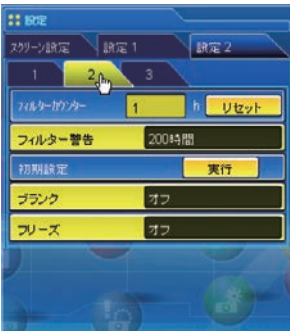 設定
スクリーン設定 設定 1 設定 2
1 2 3
フィルターカウンター 1 h リセット
フィルター警告 200時間
初期設定 実行
ブランク オフ
フリーズ オフ